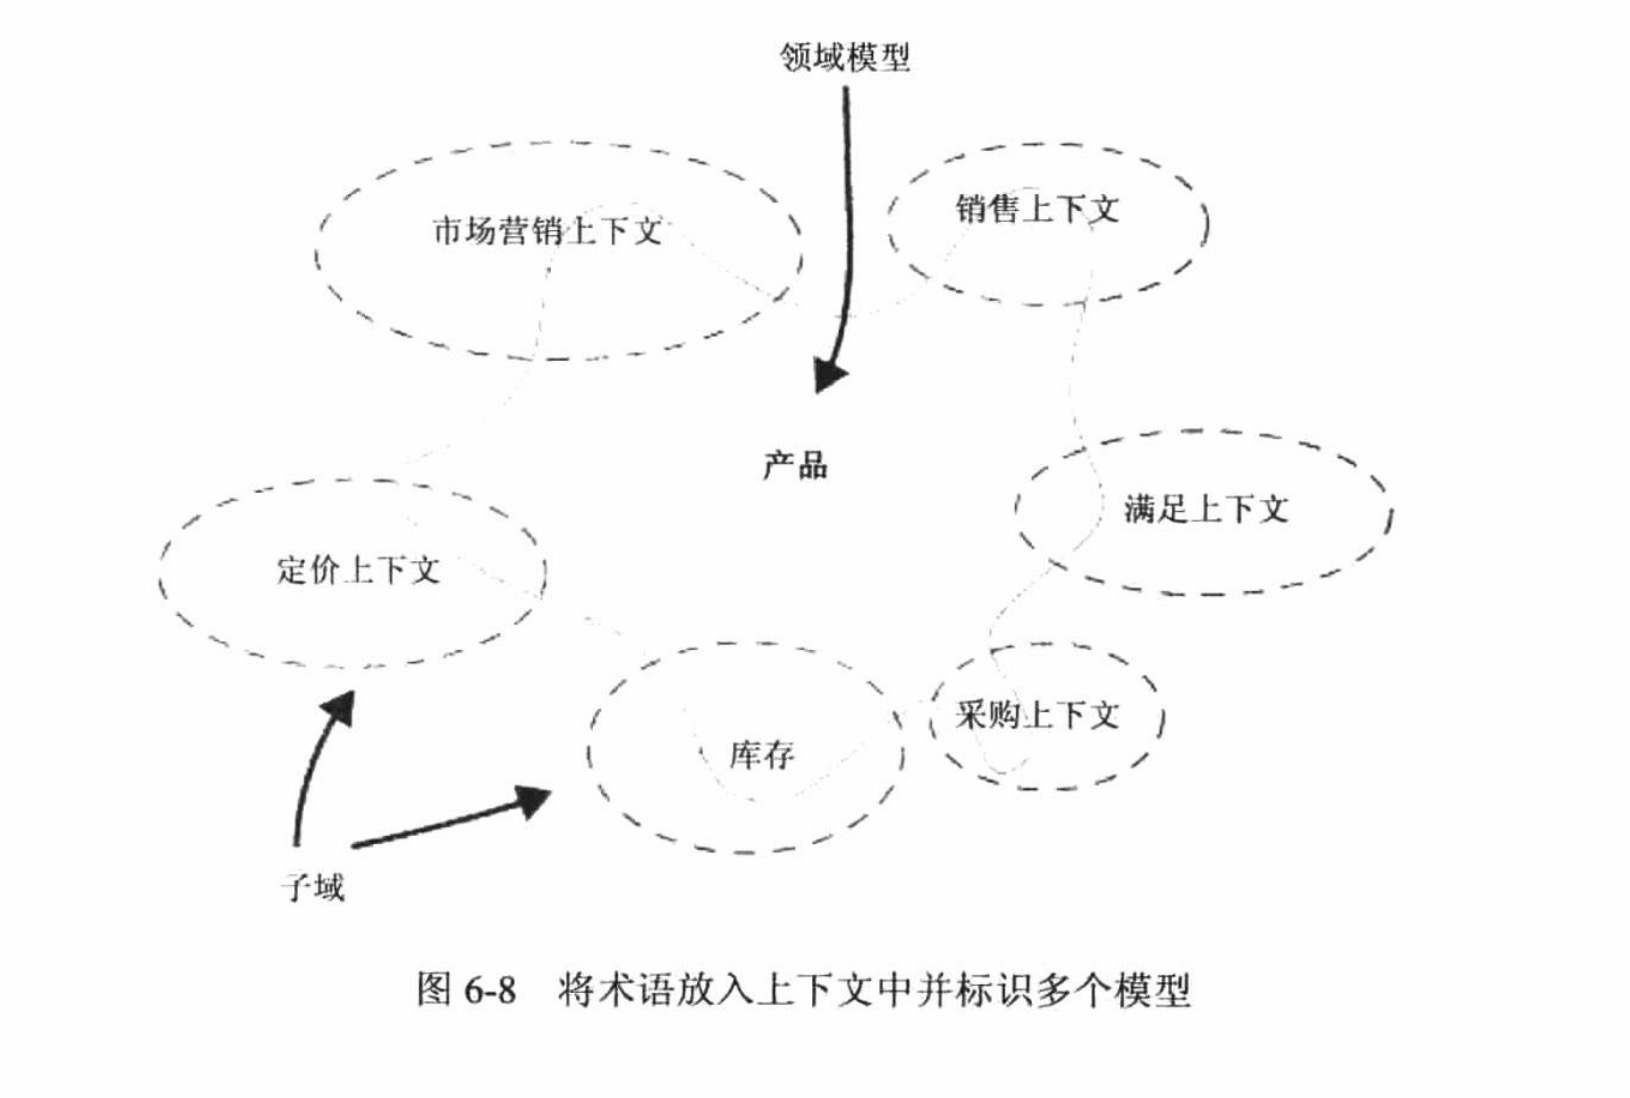 领域模型
市场营销上下文
销售上下文
产品
满足上下文
定价上下文
采购上下文
库存
子域
图 6-8 将术语放入上下文中并标识多个模型